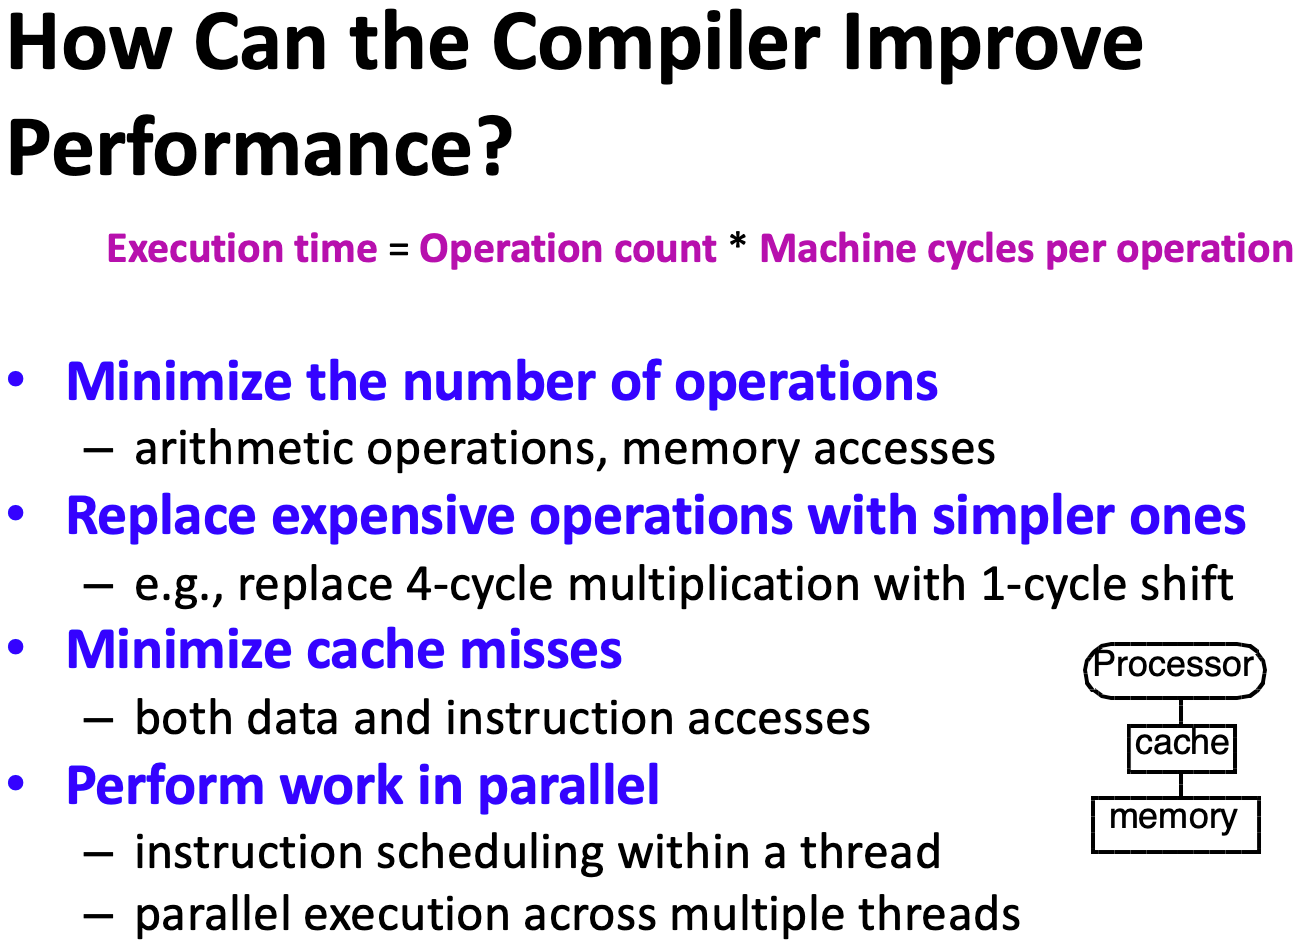 How Can the Compiler Improve
Performance?
Execution time = Operation count * Machine cycles per operation
• Minimize the number of operations
– arithmetic operations, memory accesses
• Replace expensive operations with simpler ones
– e.g., replace 4-cycle multiplication with 1-cycle shift
• Minimize cache misses
– both data and instruction accesses
• Perform work in parallel
– instruction scheduling within a thread
– parallel execution across multiple threads
Processor
cache
memory